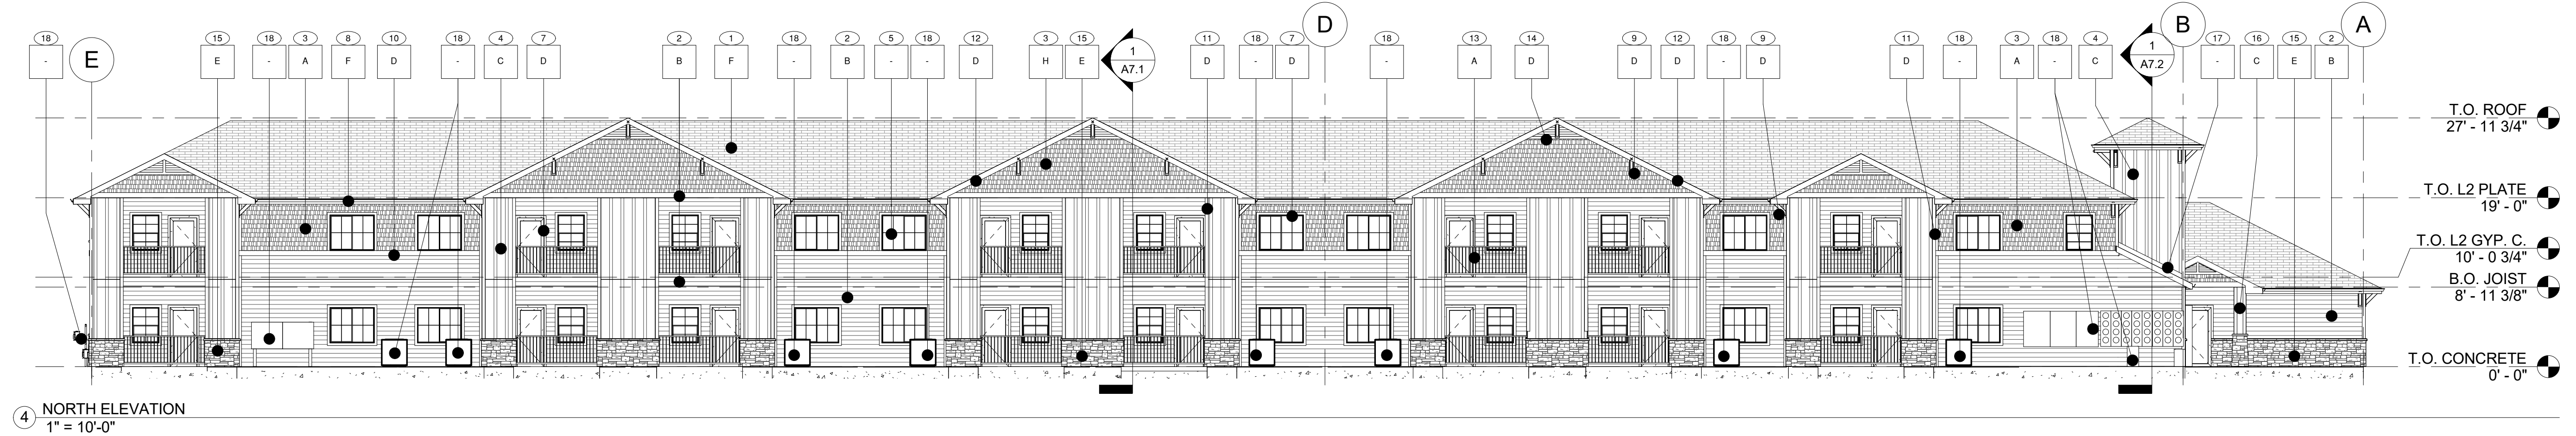 18
-
E
15
E
18
-
3
A
8
F
10
D
18
-
4
C
7
D
2
B
1
F
18
-
2
B
5
-
18
-
12
D
3
H
15
E
1
A7.1
11
D
18
-
7
D
D
18
-
13
A
14
D
9
D
12
D
18
-
9
D
11
D
18
-
3
A
18
-
4
C
1
A7.2
B
17
-
16
C
15
E
2
B
A
T.O. ROOF
27' - 11 3/4"
T.O. L2 PLATE
19' - 0"
T.O. L2 GYP. C.
10' - 0 3/4"
B.O. JOIST
8' - 11 3/8"
T.O. CONCRETE
0' - 0"
4
NORTH ELEVATION
1" = 10'-0"